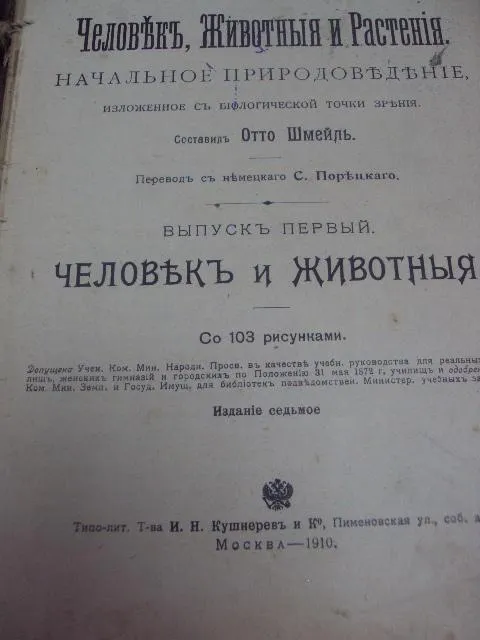 Человѣкъ, Животныя и Растенія.
НАЧАЛЬНОЕ ПРИРОДОВѢДѢНІЕ,
ИЗЛОЖЕННОЕ СЪ БІОЛОГИЧЕСКОЙ ТОЧКИ ЗРѢНІЯ.
Составилъ Отто Шмейль.
Переводъ съ нѣмецкаго С. Порѣцкаго.
ВЫПУСКЪ ПЕРВЫЙ.
ЧЕЛОВѢКЪ и ЖИВОТНЫЯ
Со 103 рисунками.
Допущено Учен. Ком. Мин. Народн. Просв. въ качествѣ учебн. руководства для реальны
лищъ, женскихъ гимназій и городскихъ по Положенію 31 мая 1872 г. училищъ и одобрен
Ком. Мин. Земл. и Госуд. Имущ. для библіотек подвѣдомствен. Министер. учебныхъ за
Изданіе седьмое
Типо-лит. Т-ва И. Н. Кушнеревъ и Ко, Пименовская ул., соб. д
Москва—1910.